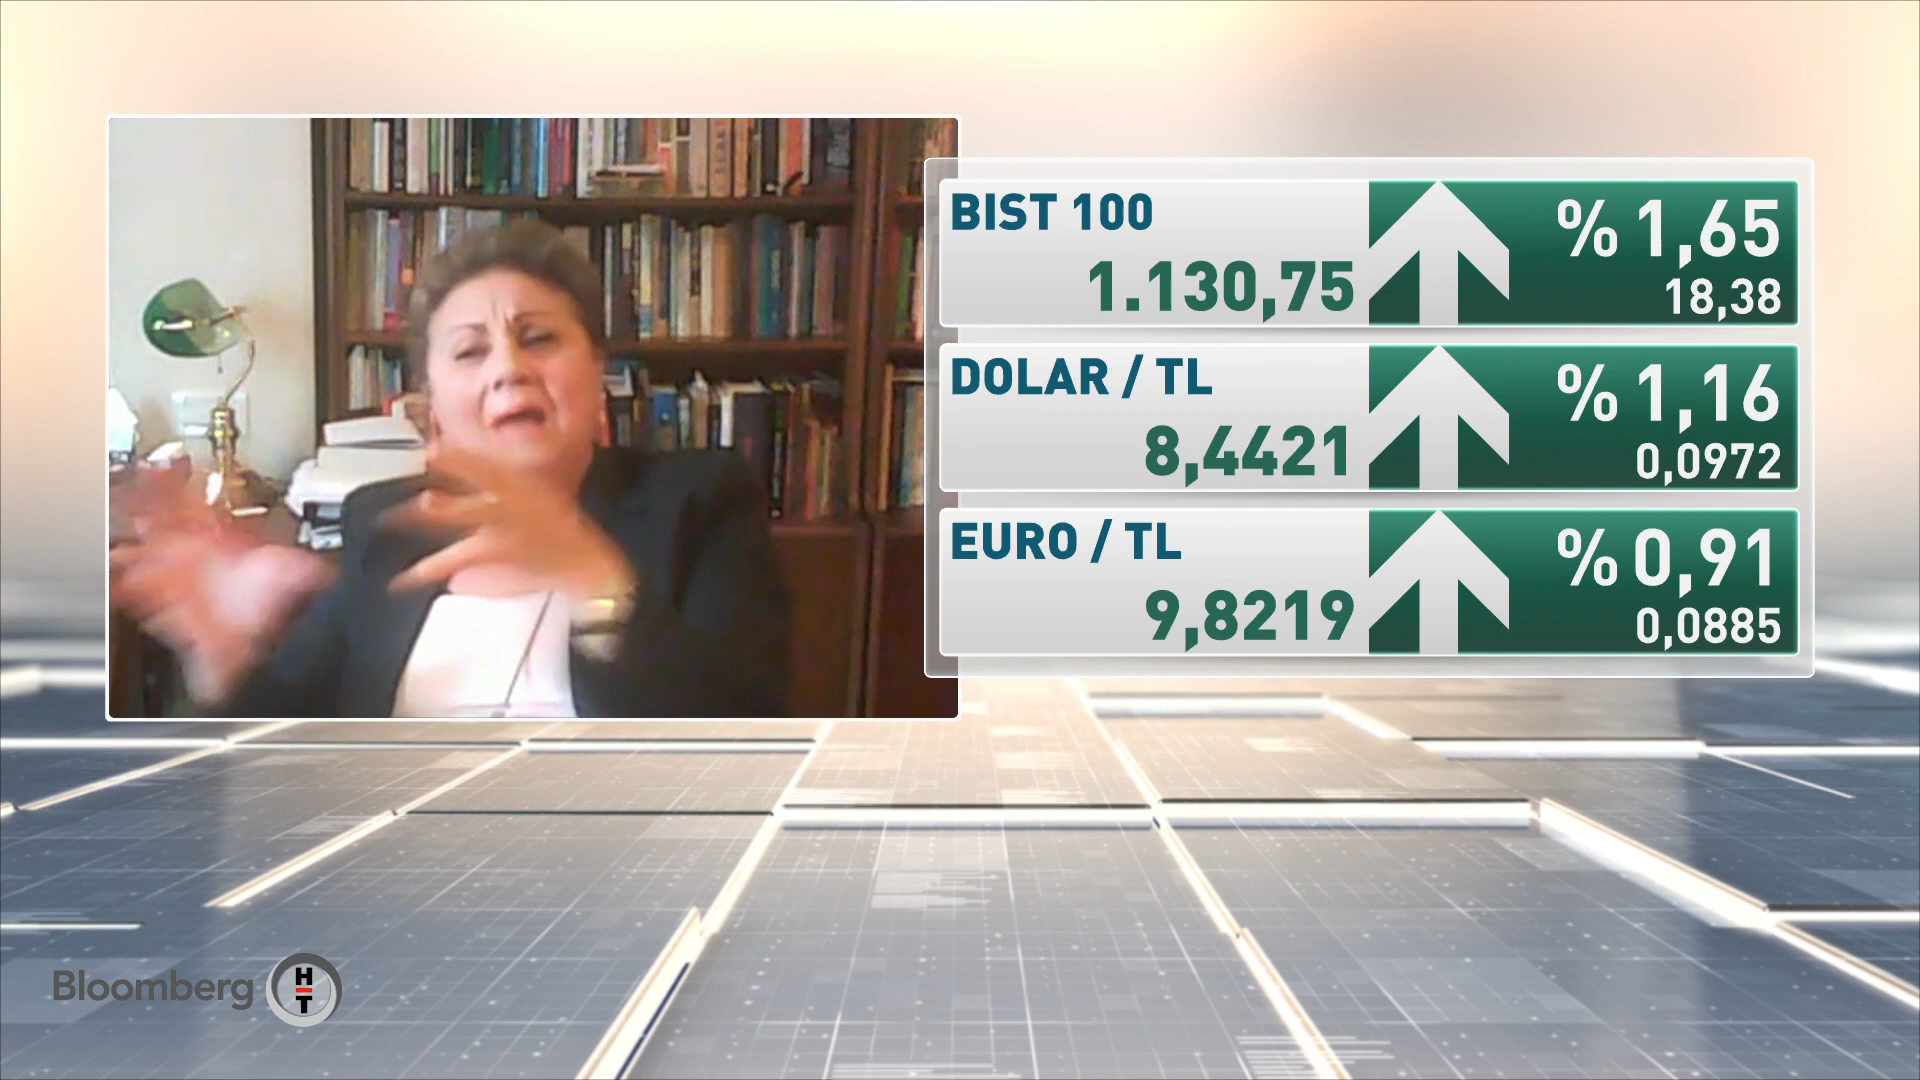 BIST 100
1.130,75
% 1,65
18,38
DOLAR / TL
8,4421
% 1,16
0,0972
EURO / TL
9,8219
% 0,91
0,0885
Bloomberg HT